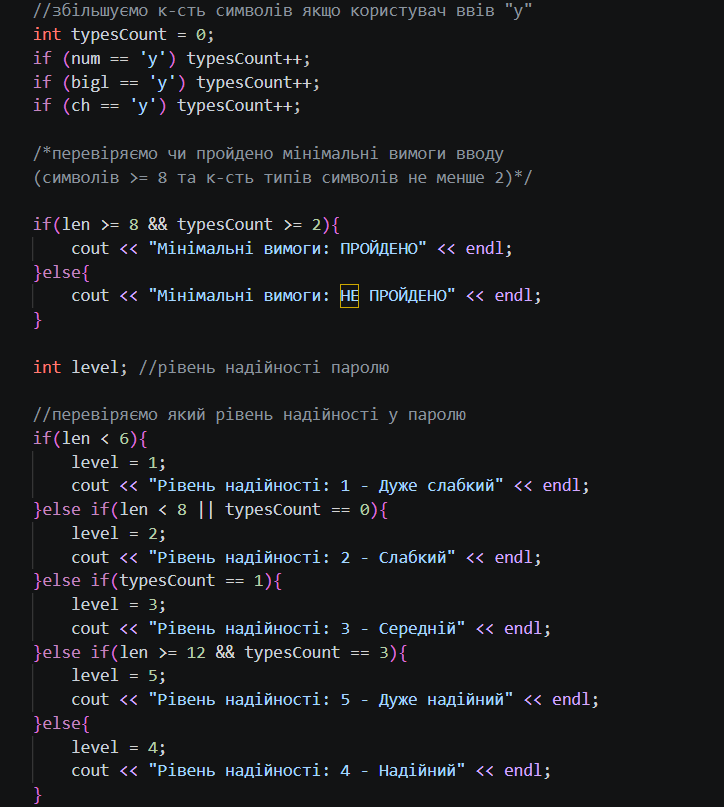 //збільшуємо к-сть символів якщо користувач ввів "y"
int typesCount = 0;
if (num == 'y') typesCount++;
if (bigl == 'y') typesCount++;
if (ch == 'y') typesCount++;
/*перевіряємо чи пройдено мінімальні вимоги вводу
(символів >= 8 та к-сть типів символів не менше 2)*/
if(len >= 8 && typesCount >= 2){
cout << "Мінімальні вимоги: ПРОЙДЕНО" << endl;
}else{
cout << "Мінімальні вимоги: НЕ ПРОЙДЕНО" << endl;
}
int level; //рівень надійності паролю
//перевіряємо який рівень надійності у паролю
if(len < 6){
level = 1;
cout << "Рівень надійності: 1 - Дуже слабкий" << endl;
}else if(len < 8 || typesCount == 0){
level = 2;
cout << "Рівень надійності: 2 - Слабкий" << endl;
}else if(typesCount == 1){
level = 3;
cout << "Рівень надійності: 3 - Середній" << endl;
}else if(len >= 12 && typesCount == 3){
level = 5;
cout << "Рівень надійності: 5 - Дуже надійний" << endl;
}else{
level = 4;
cout << "Рівень надійності: 4 - Надійний" << endl;
}